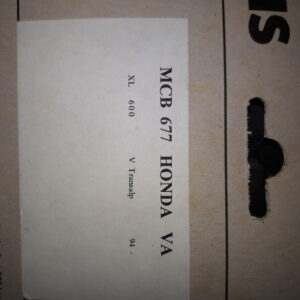 MCB 677 HONDA VA
XL 600 V Transalp 94 -